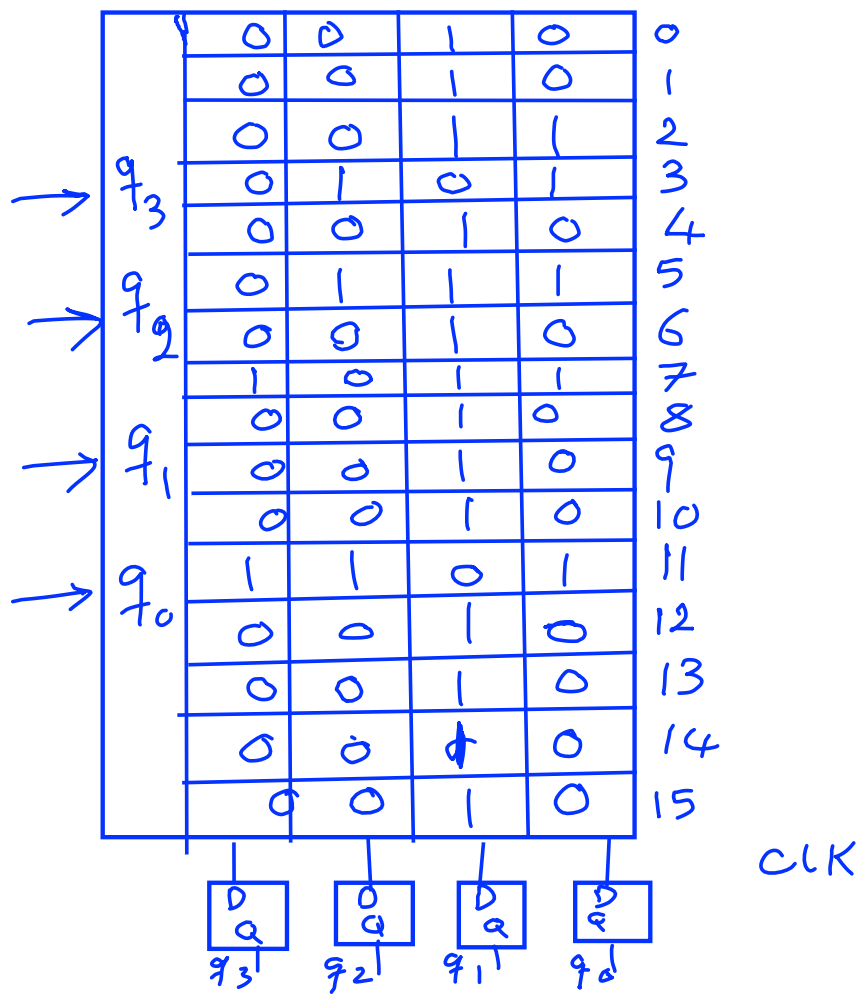 0 0 1 0 0
0 0 1 0 1
0 0 1 1 2
q3 0 1 0 1 3
0 0 1 0 4
q2 0 1 1 1 5
0 0 1 0 6
1 0 1 1 7
0 0 1 0 8
q1 0 0 1 0 9
0 0 1 0 10
q0 1 1 0 1 11
0 0 1 0 12
0 0 1 0 13
0 0 1 0 14
0 0 1 0 15
CLK
D D D D
Q Q Q Q
q3 q2 q1 q0